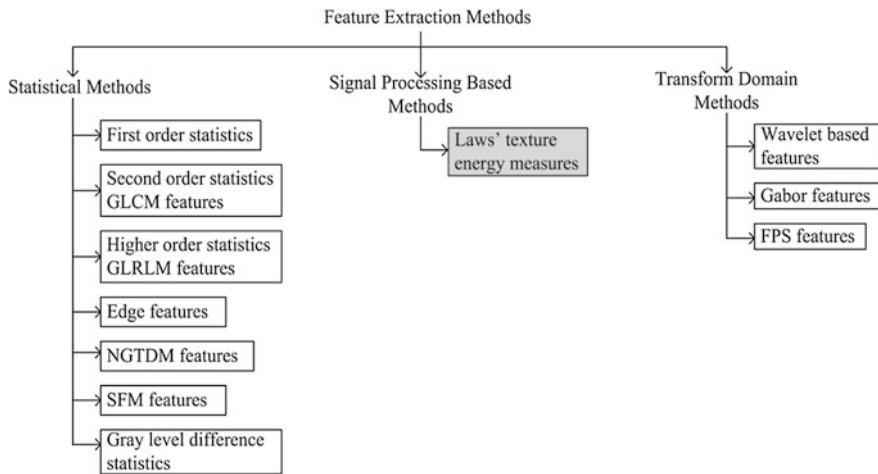 Feature Extraction Methods
Statistical Methods
First order statistics
Second order statistics
GLCM features
Higher order statistics
GLRLM features
Edge features
NGTDM features
SFM features
Gray level difference
statistics
Signal Processing Based
Methods
Laws' texture
energy measures
Transform Domain
Methods
Wavelet based
features
Gabor features
FPS features